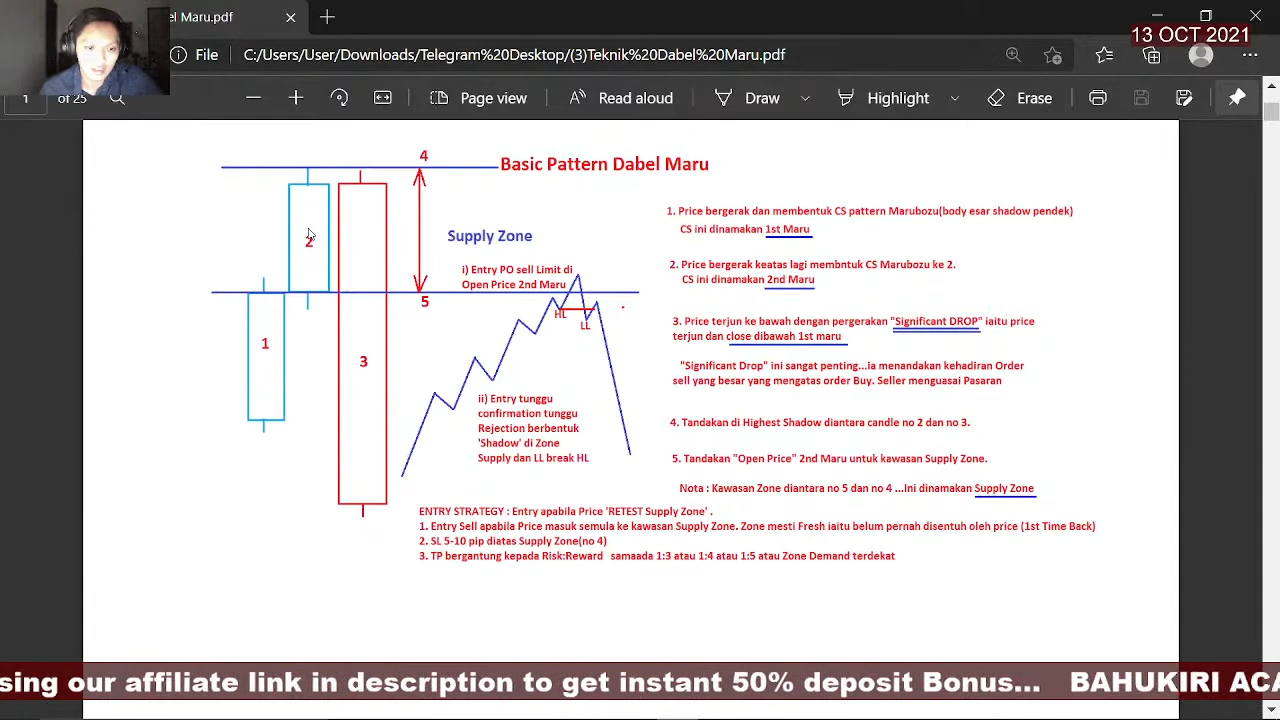 el Maru.pdf
13 OCT 2021
File
C:/Users/User/Downloads/Telegram%20Desktop/(3)Teknik%20Dabel%20Maru.pdf
1 of 25
Page view
Read aloud
Draw
Highlight
Erase
4
Basic Pattern Dabel Maru
2
Supply Zone
i) Entry PO sell Limit di
Open Price 2nd Maru
5
HL
LL
1
3
ii) Entry tunggu
confirmation tunggu
Rejection berbentuk
'Shadow' di Zone
Supply dan LL break HL
1. Price bergerak dan membentuk CS pattern Marubozu(body esar shadow pendek)
CS ini dinamakan 1st Maru
2. Price bergerak keatas lagi membntuk CS Marubozu ke 2.
CS ini dinamakan 2nd Maru
3. Price terjun ke bawah dengan pergerakan "Significant DROP" iaitu price
terjun dan close dibawah 1st maru
"Significant Drop" ini sangat penting...ia menandakan kehadiran Order
sell yang besar yang mengatas order Buy. Seller menguasai Pasaran
4. Tandakan di Highest Shadow diantara candle no 2 dan no 3.
5. Tandakan "Open Price" 2nd Maru untuk kawasan Supply Zone.
Nota : Kawasan Zone diantara no 5 dan no 4 ...Ini dinamakan Supply Zone
ENTRY STRATEGY : Entry apabila Price 'RETEST Supply Zone' .
1. Entry Sell apabila Price masuk semula ke kawasan Supply Zone. Zone mesti Fresh iaitu belum pernah disentuh oleh price (1st Time Back)
2. SL 5-10 pip diatas Supply Zone(no 4)
3. TP bergantung kepada Risk:Reward samaada 1:3 atau 1:4 atau 1:5 atau Zone Demand terdekat
sing our affiliate link in description to get instant 50% deposit Bonus... BAHUKIRI ACA